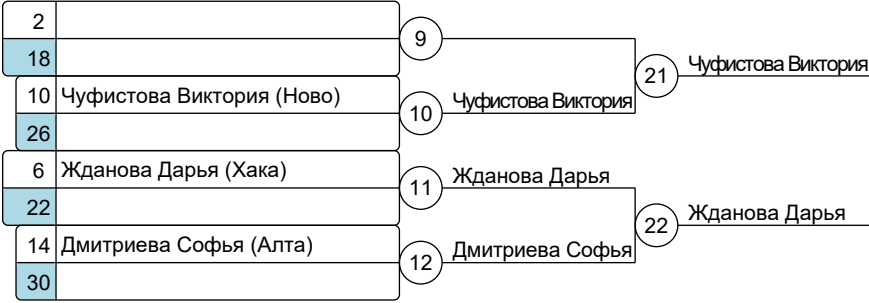 2
9
18
21 Чуфистова Виктория
10 Чуфистова Виктория (Ново)
10 Чуфистова Виктория
26
6 Жданова Дарья (Хака)
11 Жданова Дарья
22
22 Жданова Дарья
14 Дмитриева Софья (Алта)
12 Дмитриева Софья
30